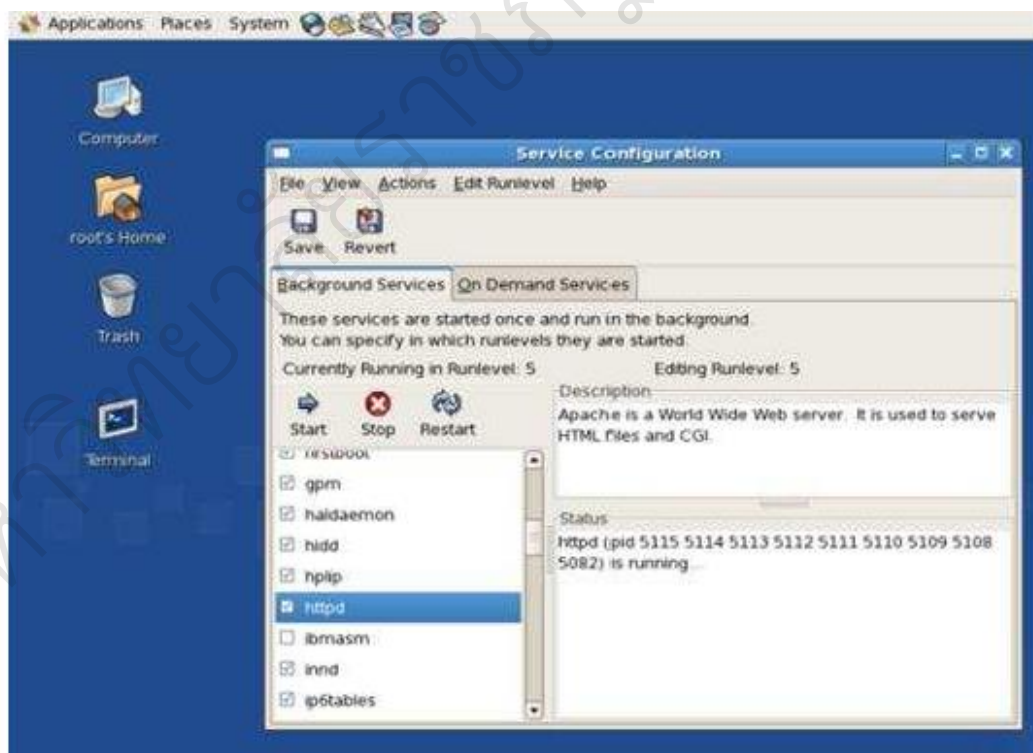 Applications Places System
Computer
root's Home
Trash
Terminal
Service Configuration
File View Actions Edit Runlevel Help
Save Revert
Background Services On Demand Services
These services are started once and run in the background.
You can specify in which runlevels they are started.
Currently Running in Runlevel: 5 Editing Runlevel: 5
Start Stop Restart
firstboot
gpm
haldaemon
hidd
hplip
httpd
ibmasm
innd
ip6tables
Description
Apache is a World Wide Web server. It is used to serve
HTML files and CGI.
Status
httpd (pid 5115 5114 5113 5112 5111 5110 5109 5108
5082) is running...